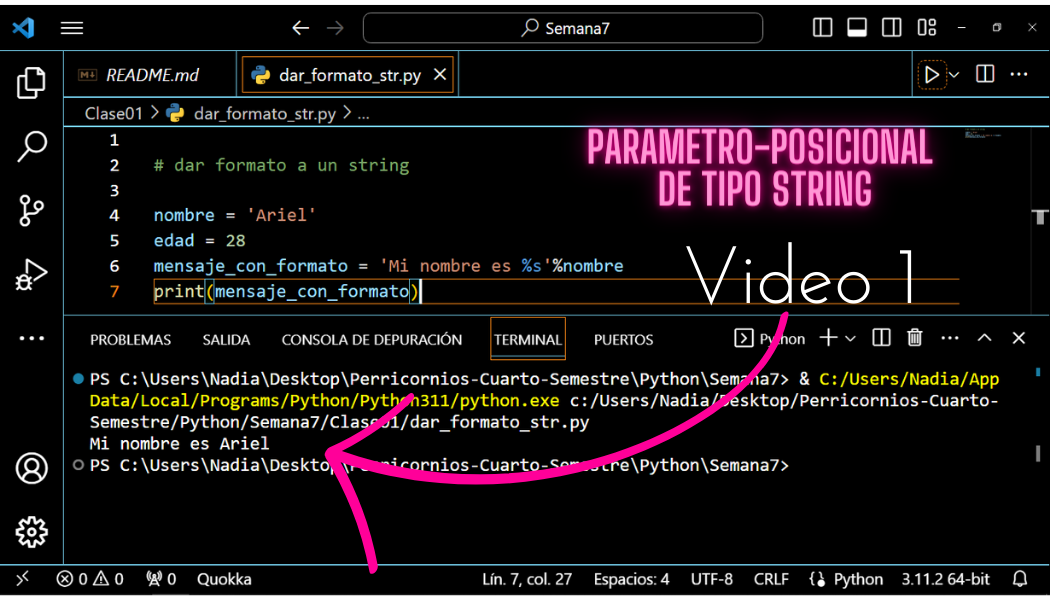 Semana7
README.md
dar_formato_str.py
Clase01 > dar_formato_str.py > ...
1
2 # dar formato a un string
3
4 nombre = 'Ariel'
5 edad = 28
6 mensaje_con_formato = 'Mi nombre es %s'%nombre
7 print(mensaje_con_formato)
PARAMETRO-POSICIONAL
DE TIPO STRING
Video 1
PROBLEMAS SALIDA CONSOLA DE DEPURACIÓN TERMINAL PUERTOS Python
PS C:\Users\Nadia\Desktop\Perricornios-Cuarto-Semestre\Python\Semana7> & C:/Users/Nadia/App
Data/Local/Programs/Python/Python311/python.exe c:/Users/Nadia/Desktop/Perricornios-Cuarto-
Semestre/Python/Semana7/Clase01/dar_formato_str.py
Mi nombre es Ariel
PS C:\Users\Nadia\Desktop\Perricornios-Cuarto-Semestre\Python\Semana7>
0 0 0 Quokka Lín. 7, col. 27 Espacios: 4 UTF-8 CRLF Python 3.11.2 64-bit